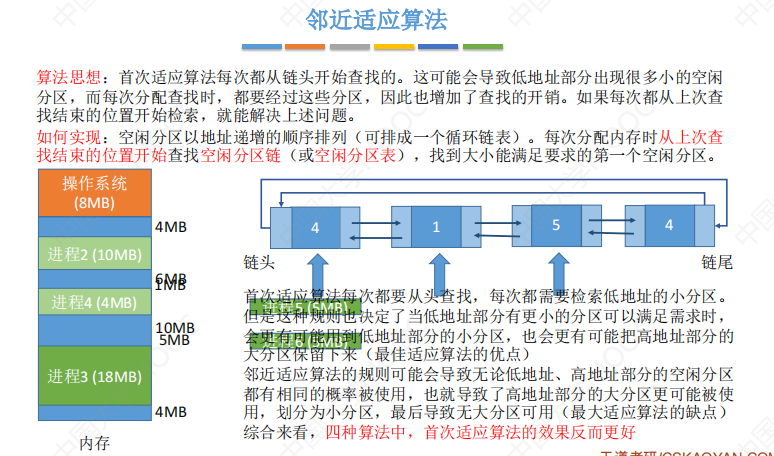 邻近适应算法
算法思想：首次适应算法每次都从链头开始查找的。这可能会导致低地址部分出现很多小的空闲
分区，而每次分配查找时，都要经过这些分区，因此也增加了查找的开销。如果每次都从上次查
找结束的位置开始检索，就能解决上述问题。
如何实现：空闲分区以地址递增的顺序排列（可排成一个循环链表）。每次分配内存时从上次查
找结束的位置开始查找空闲分区链（或空闲分区表），找到大小能满足要求的第一个空闲分区。
操作系统
(8MB)
4MB
进程2 (10MB)
6MB
1MB
进程4 (4MB)
10MB
5MB
进程3 (18MB)
4MB
内存
4
1
5
4
链头
链尾
进程5 (5MB)
首次适应算法每次都要从头查找，每次都需要检索低地址的小分区。
但是这种规则也决定了当低地址部分有更小的分区可以满足需求时，
会更有可能用到低地址部分的小分区，也会更有可能把高地址部分的
大分区保留下来（最佳适应算法的优点）
邻近适应算法的规则可能会导致无论低地址、高地址部分的空闲分区
都有相同的概率被使用，也就导致了高地址部分的大分区更可能被使
用，划分为小分区，最后导致无大分区可用（最大适应算法的缺点）
综合来看，四种算法中，首次适应算法的效果反而更好
王道考研/CSKAOYAN.COM